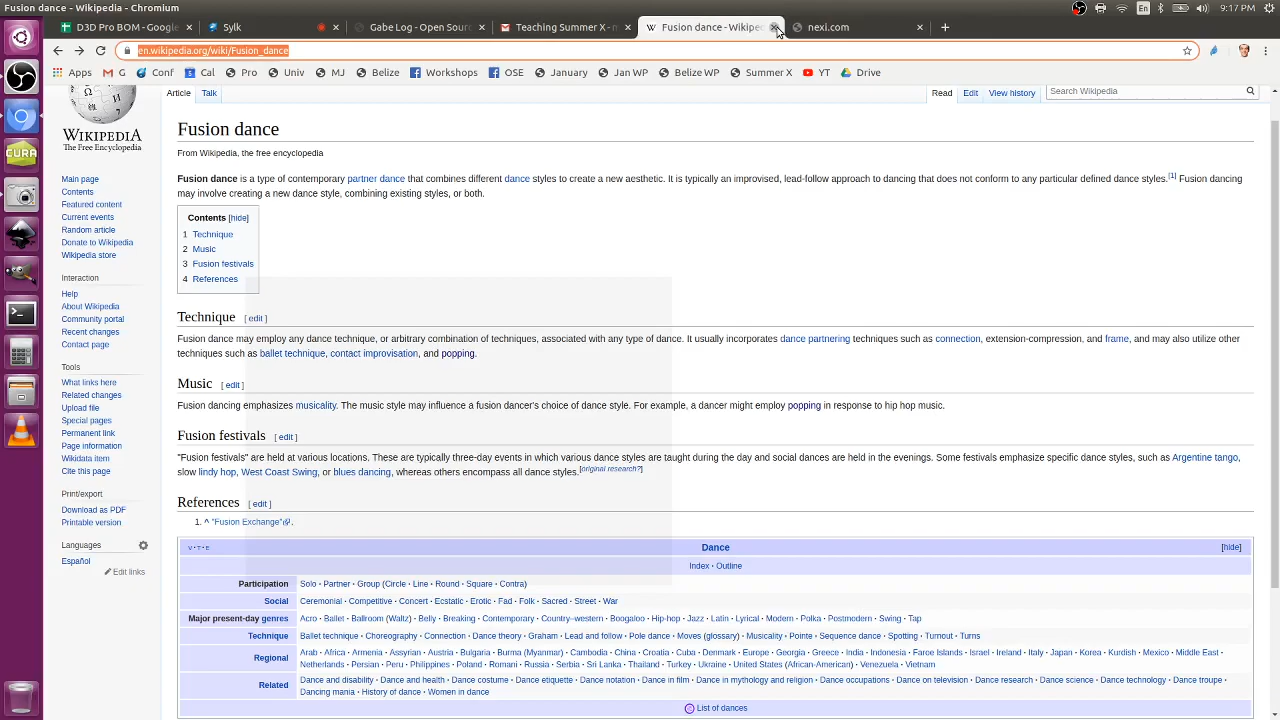 Fusion dance - Wikipedia - Chromium
En
9:17 PM
D3D Pro BOM - Google
Sylk
Gabe Log - Open Sourc
Teaching Summer X - n
Fusion dance - Wikiped
nexi.com
en.wikipedia.org/wiki/Fusion_dance
Apps
G
Conf
Cal
Pro
Univ
MJ
Belize
Workshops
OSE
January
Jan WP
Belize WP
Summer X
YT
Drive
WIKIPEDIA
The Free Encyclopedia
Article
Talk
Read
Edit
View history
Search Wikipedia
Main page
Contents
Featured content
Current events
Random article
Donate to Wikipedia
Wikipedia store
Interaction
Help
About Wikipedia
Community portal
Recent changes
Contact page
Tools
What links here
Related changes
Upload file
Special pages
Permanent link
Page information
Wikidata item
Cite this page
Print/export
Download as PDF
Printable version
Languages
Español
Edit links
Fusion dance
From Wikipedia, the free encyclopedia
Fusion dance is a type of contemporary partner dance that combines different dance styles to create a new aesthetic. It is typically an improvised, lead-follow approach to dancing that does not conform to any particular defined dance styles.[1] Fusion dancing
may involve creating a new dance style, combining existing styles, or both.
Contents [hide]
1 Technique
2 Music
3 Fusion festivals
4 References
Technique [ edit ]
Fusion dance may employ any dance technique, or arbitrary combination of techniques, associated with any type of dance. It usually incorporates dance partnering techniques such as connection, extension-compression, and frame, and may also utilize other
techniques such as ballet technique, contact improvisation, and popping.
Music [ edit ]
Fusion dancing emphasizes musicality. The music style may influence a fusion dancer's choice of dance style. For example, a dancer might employ popping in response to hip hop music.
Fusion festivals [ edit ]
"Fusion festivals" are held at various locations. These are typically three-day events in which various dance styles are taught during the day and social dances are held in the evenings. Some festivals emphasize specific dance styles, such as Argentine tango,
slow lindy hop, West Coast Swing, or blues dancing, whereas others encompass all dance styles.[original research?]
References [ edit ]
1. ^ "Fusion Exchange".
V · T · E
Dance
[hide]
Index · Outline
Participation Solo · Partner · Group (Circle · Line · Round · Square · Contra)
Social Ceremonial · Competitive · Concert · Ecstatic · Erotic · Fad · Folk · Sacred · Street · War
Major present-day genres Acro · Ballet · Ballroom (Waltz) · Belly · Breaking · Contemporary · Country–western · Boogaloo · Hip-hop · Jazz · Latin · Lyrical · Modern · Polka · Postmodern · Swing · Tap
Technique Ballet technique · Choreography · Connection · Dance theory · Graham · Lead and follow · Pole dance · Moves (glossary) · Musicality · Pointe · Sequence dance · Spotting · Turnout · Turns
Regional Arab · Africa · Armenia · Assyrian · Austria · Bulgaria · Burma (Myanmar) · Cambodia · China · Croatia · Cuba · Denmark · Europe · Georgia · Greece · India · Indonesia · Faroe Islands · Israel · Ireland · Italy · Japan · Korea · Kurdish · Mexico · Middle East ·
Netherlands · Persian · Peru · Philippines · Poland · Romani · Russia · Serbia · Sri Lanka · Thailand · Turkey · Ukraine · United States (African-American) · Venezuela · Vietnam
Related Dance and disability · Dance and health · Dance costume · Dance etiquette · Dance notation · Dance in film · Dance in mythology and religion · Dance occupations · Dance on television · Dance research · Dance science · Dance technology · Dance troupe ·
Dancing mania · History of dance · Women in dance
List of dances
CURA